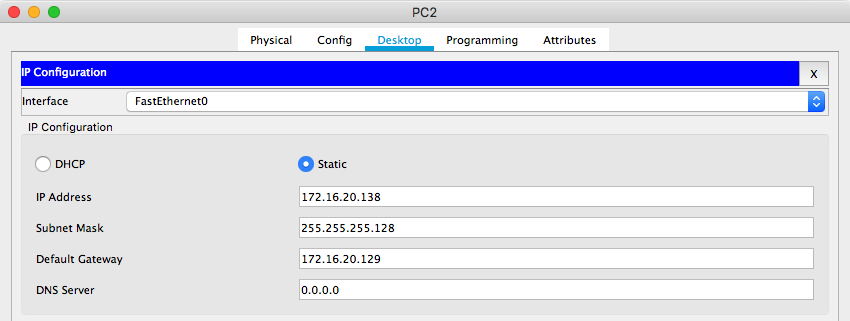 PC2
Physical Config Desktop Programming Attributes
IP Configuration X
Interface FastEthernet0
IP Configuration
DHCP Static
IP Address 172.16.20.138
Subnet Mask 255.255.255.128
Default Gateway 172.16.20.129
DNS Server 0.0.0.0